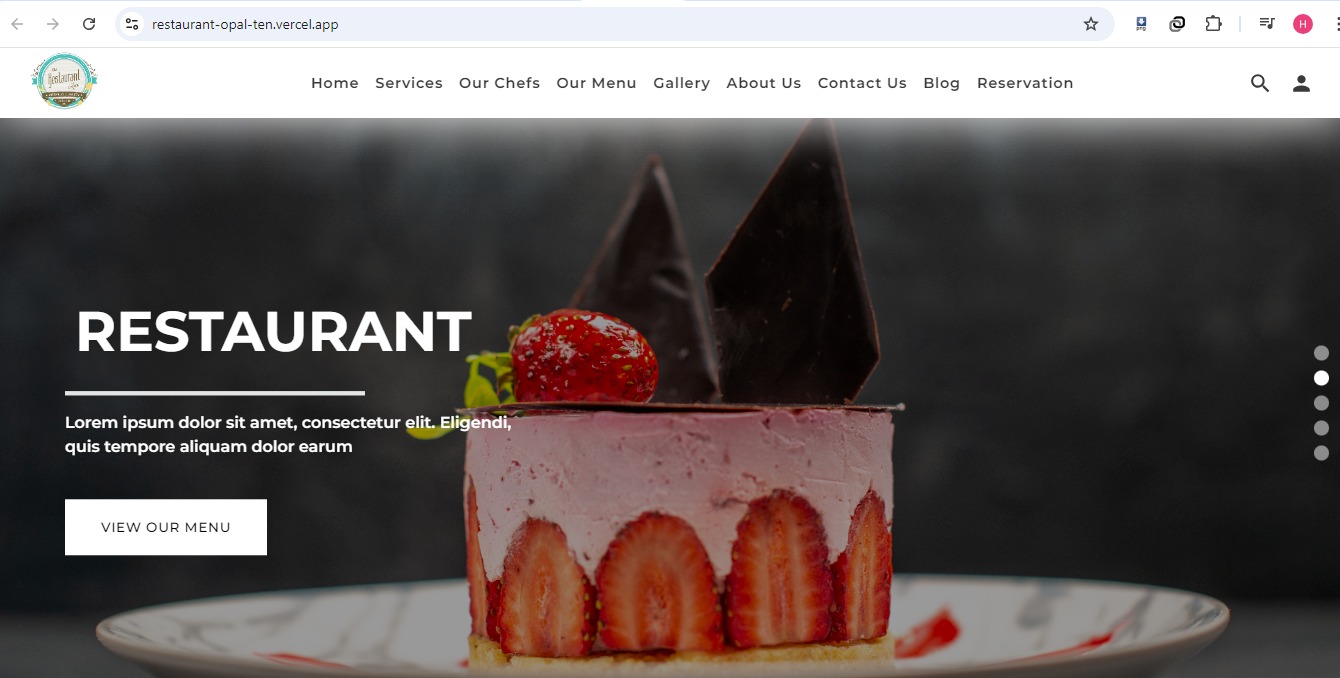 restaurant-opal-ten.vercel.app
png
H
Restaurant
Home Services Our Chefs Our Menu Gallery About Us Contact Us Blog Reservation
RESTAURANT
Lorem ipsum dolor sit amet, consectetur elit. Eligendi,
quis tempore aliquam dolor earum
VIEW OUR MENU